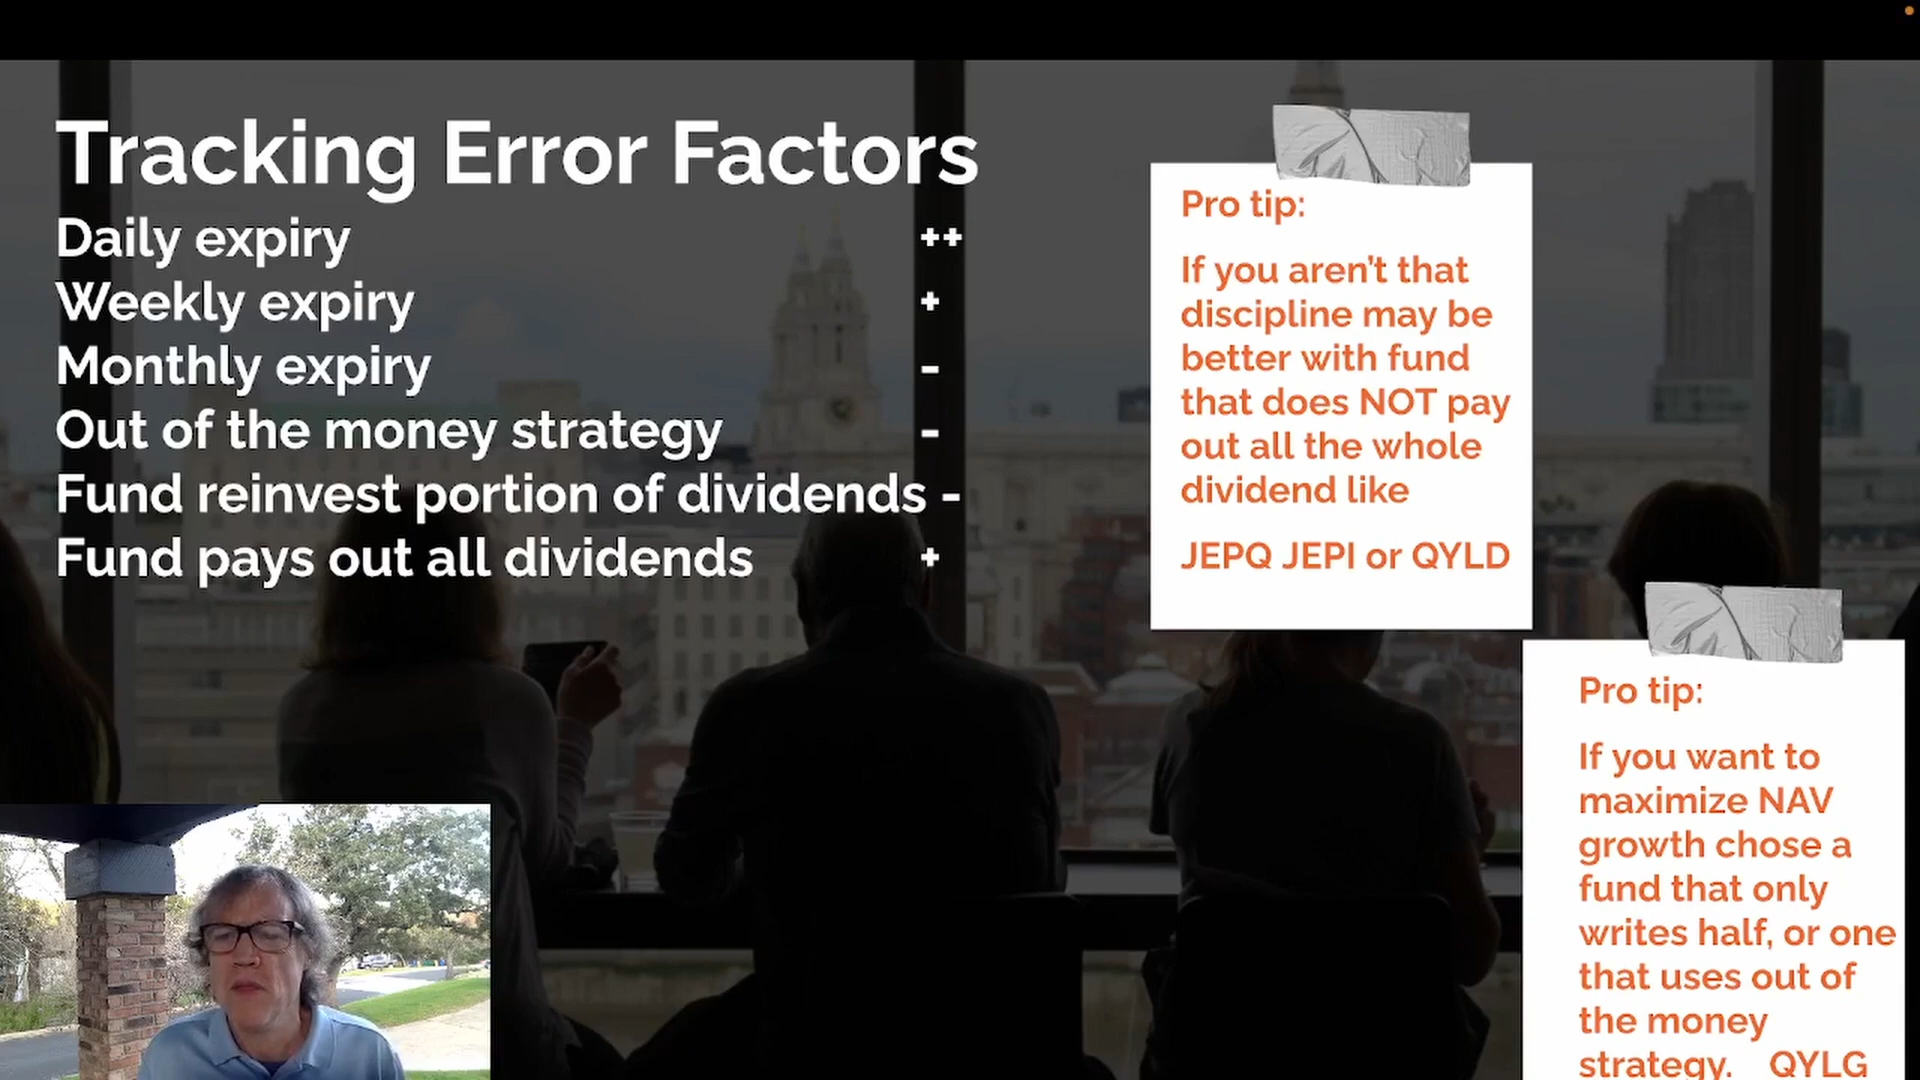 Tracking Error Factors
Daily expiry ++
Weekly expiry +
Monthly expiry -
Out of the money strategy -
Fund reinvest portion of dividends -
Fund pays out all dividends +
Pro tip:
If you aren't that
discipline may be
better with fund
that does NOT pay
out all the whole
dividend like
JEPQ JEPI or QYLD
Pro tip:
If you want to
maximize NAV
growth chose a
fund that only
writes half, or one
that uses out of
the money
strategy. QYLG